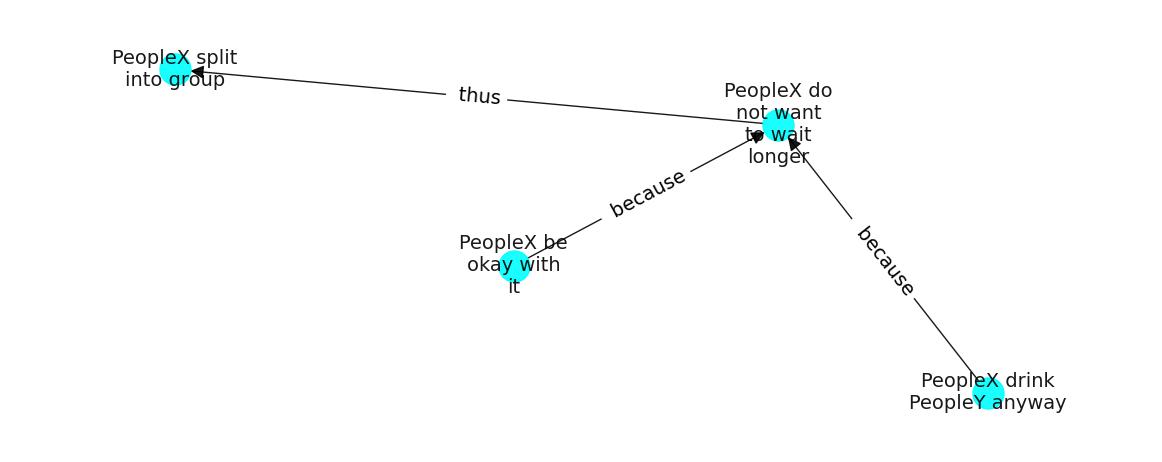 PeopleX split
into group
thus
PeopleX do
not want
to wait
longer
because
PeopleX be
okay with
it
because
PeopleX drink
PeopleY anyway